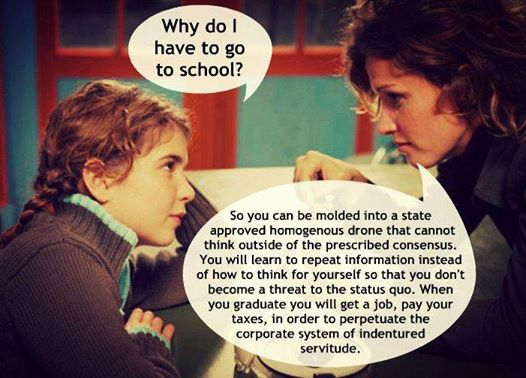 Why do I
have to go
to school?
So you can be molded into a state
approved homogenous drone that cannot
think outside of the prescribed consensus.
You will learn to repeat information instead
of how to think for yourself so that you don't
become a threat to the status quo. When
you graduate you will get a job, pay your
taxes, in order to perpetuate the
corporate system of indentured
servitude.